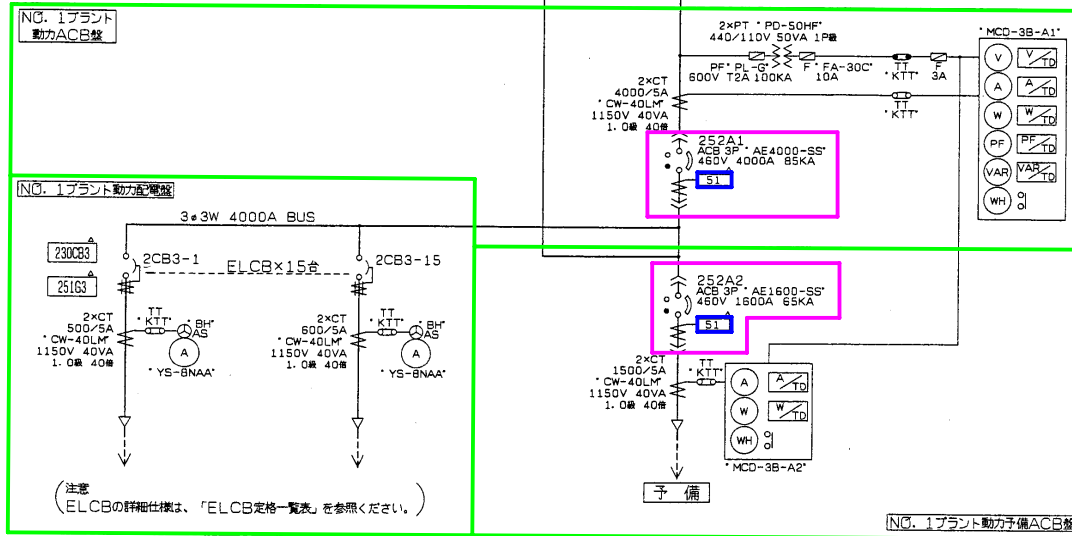 NO. 1プラント
動力ACB盤
2×PT "PD-50HF"
440/110V 50VA 1P級
PF"PL-G"
600V T2A 100KA
F "FA-30C"
10A
TT
"KTT"
F
3A
TT
"KTT"
"MCD-3B-A1"
V V/TD
A A/TD
W W/TD
PF PF/TD
VAR VAR/TD
WH
2×CT
4000/5A
"CW-40LM"
1150V 40VA
1. 0級 40倍
252A1
ACB 3P "AE4000-SS"
460V 4000A 85KA
51
NO. 1プラント動力配電盤
3φ3W 4000A BUS
230CB3
251G3
2CB3-1
ELCB×15台
2CB3-15
2×CT
500/5A
"CW-40LM"
1150V 40VA
1. 0級 40倍
TT
"KTT"
"BH"
AS
A
"YS-8NAA"
2×CT
600/5A
"CW-40LM"
1150V 40VA
1. 0級 40倍
TT
"KTT"
"BH"
AS
A
"YS-8NAA"
注意
ELCBの詳細仕様は、「ELCB定格一覧表」を参照ください。
252A2
ACB 3P "AE1600-SS"
460V 1600A 65KA
51
2×CT
1500/5A
"CW-40LM"
1150V 40VA
1. 0級 40倍
TT
"KTT"
A A/TD
W W/TD
WH
"MCD-3B-A2"
予 備
NO. 1プラント動力予備ACB盤